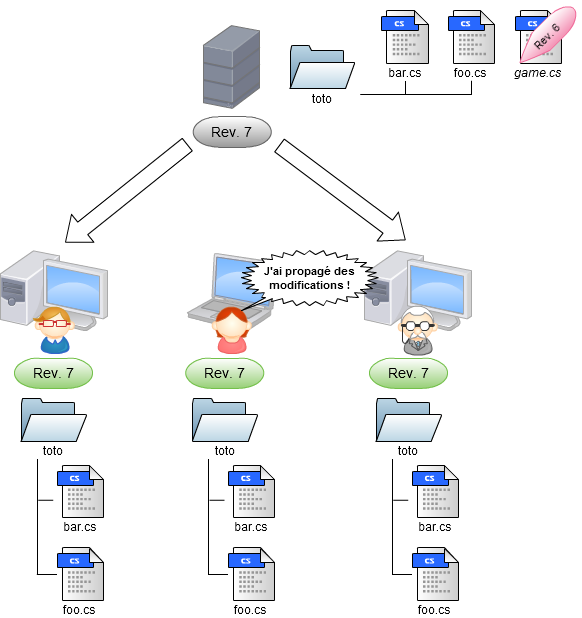 cs
cs
cs
Rev. 6
bar.cs
foo.cs
game.cs
toto
Rev. 7
J'ai propagé des
modifications !
Rev. 7
Rev. 7
Rev. 7
toto
toto
toto
cs
cs
cs
bar.cs
bar.cs
bar.cs
cs
cs
cs
foo.cs
foo.cs
foo.cs